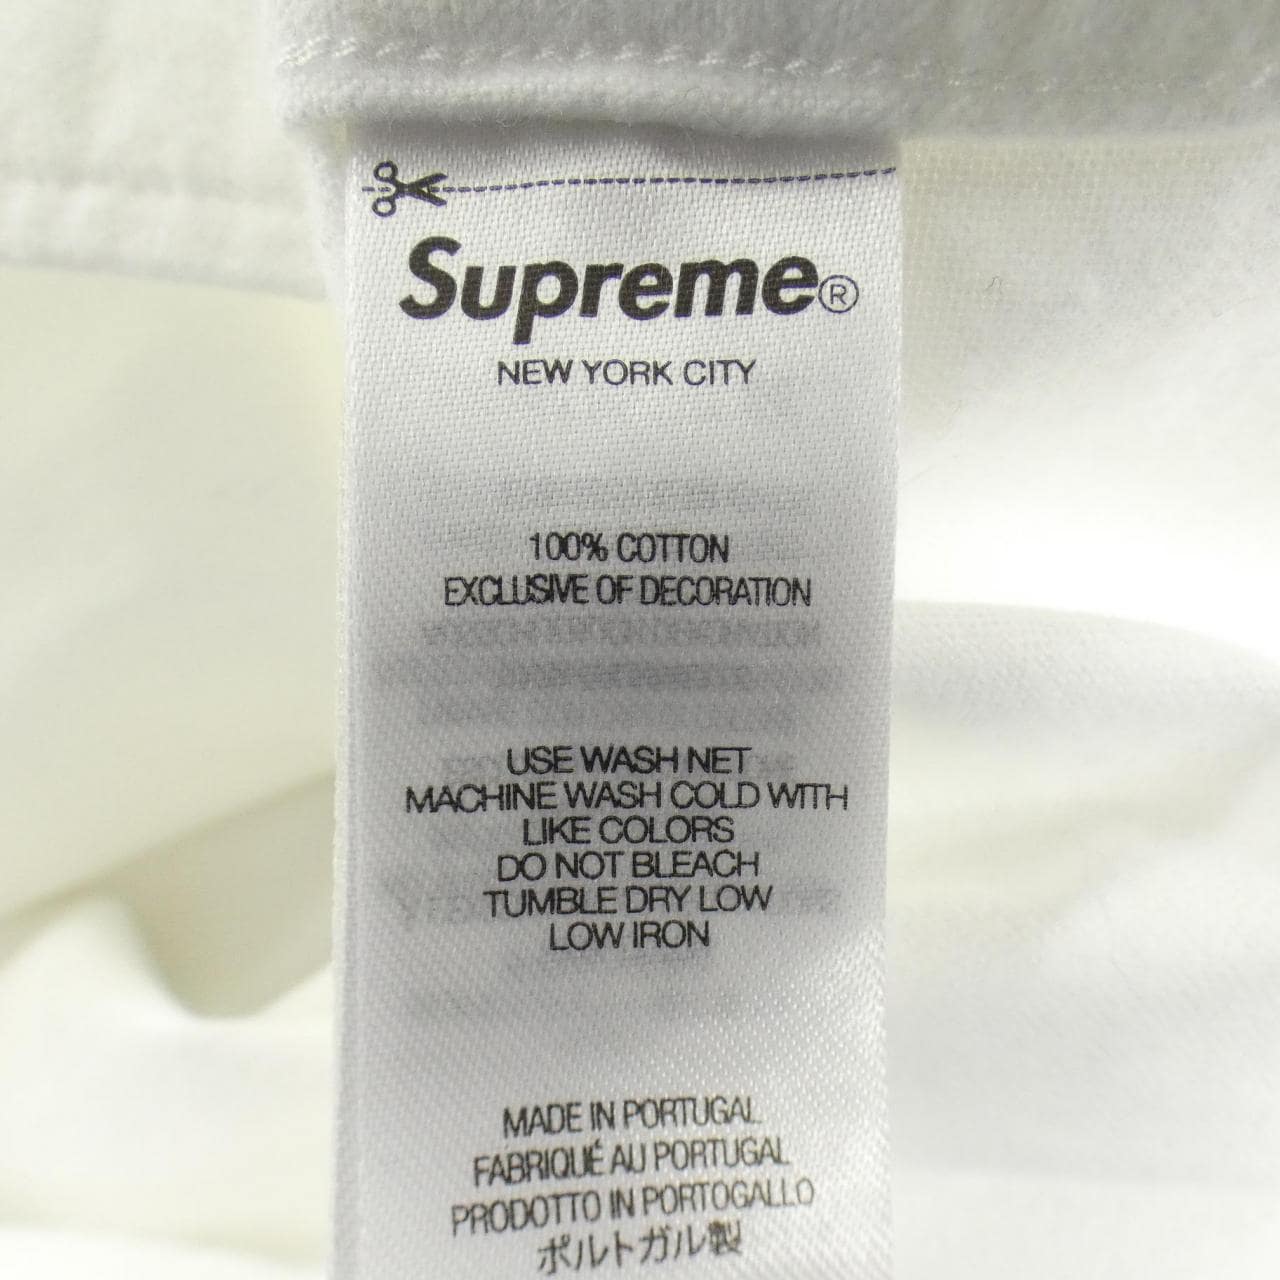 Supreme®
NEW YORK CITY
100% COTTON
EXCLUSIVE OF DECORATION
USE WASH NET
MACHINE WASH COLD WITH
LIKE COLORS
DO NOT BLEACH
TUMBLE DRY LOW
LOW IRON
MADE IN PORTUGAL
FABRIQUÉ AU PORTUGAL
PRODOTTO IN PORTOGALLO
ポルトガル製